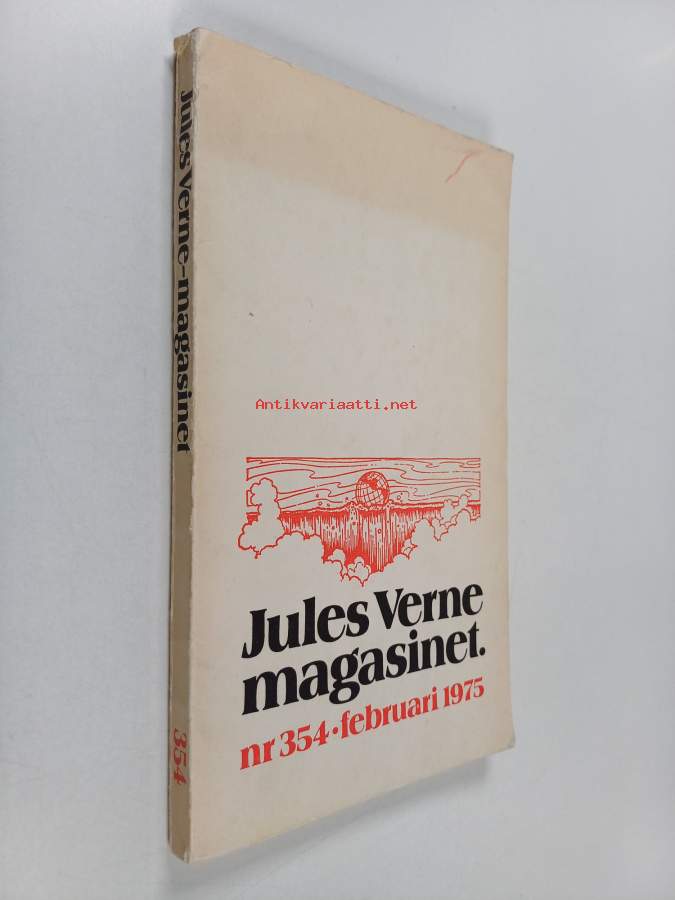 Jules Verne-magasinet
354
Antikvariaatti.net
Jules Verne
magasinet.
nr 354•februari 1975